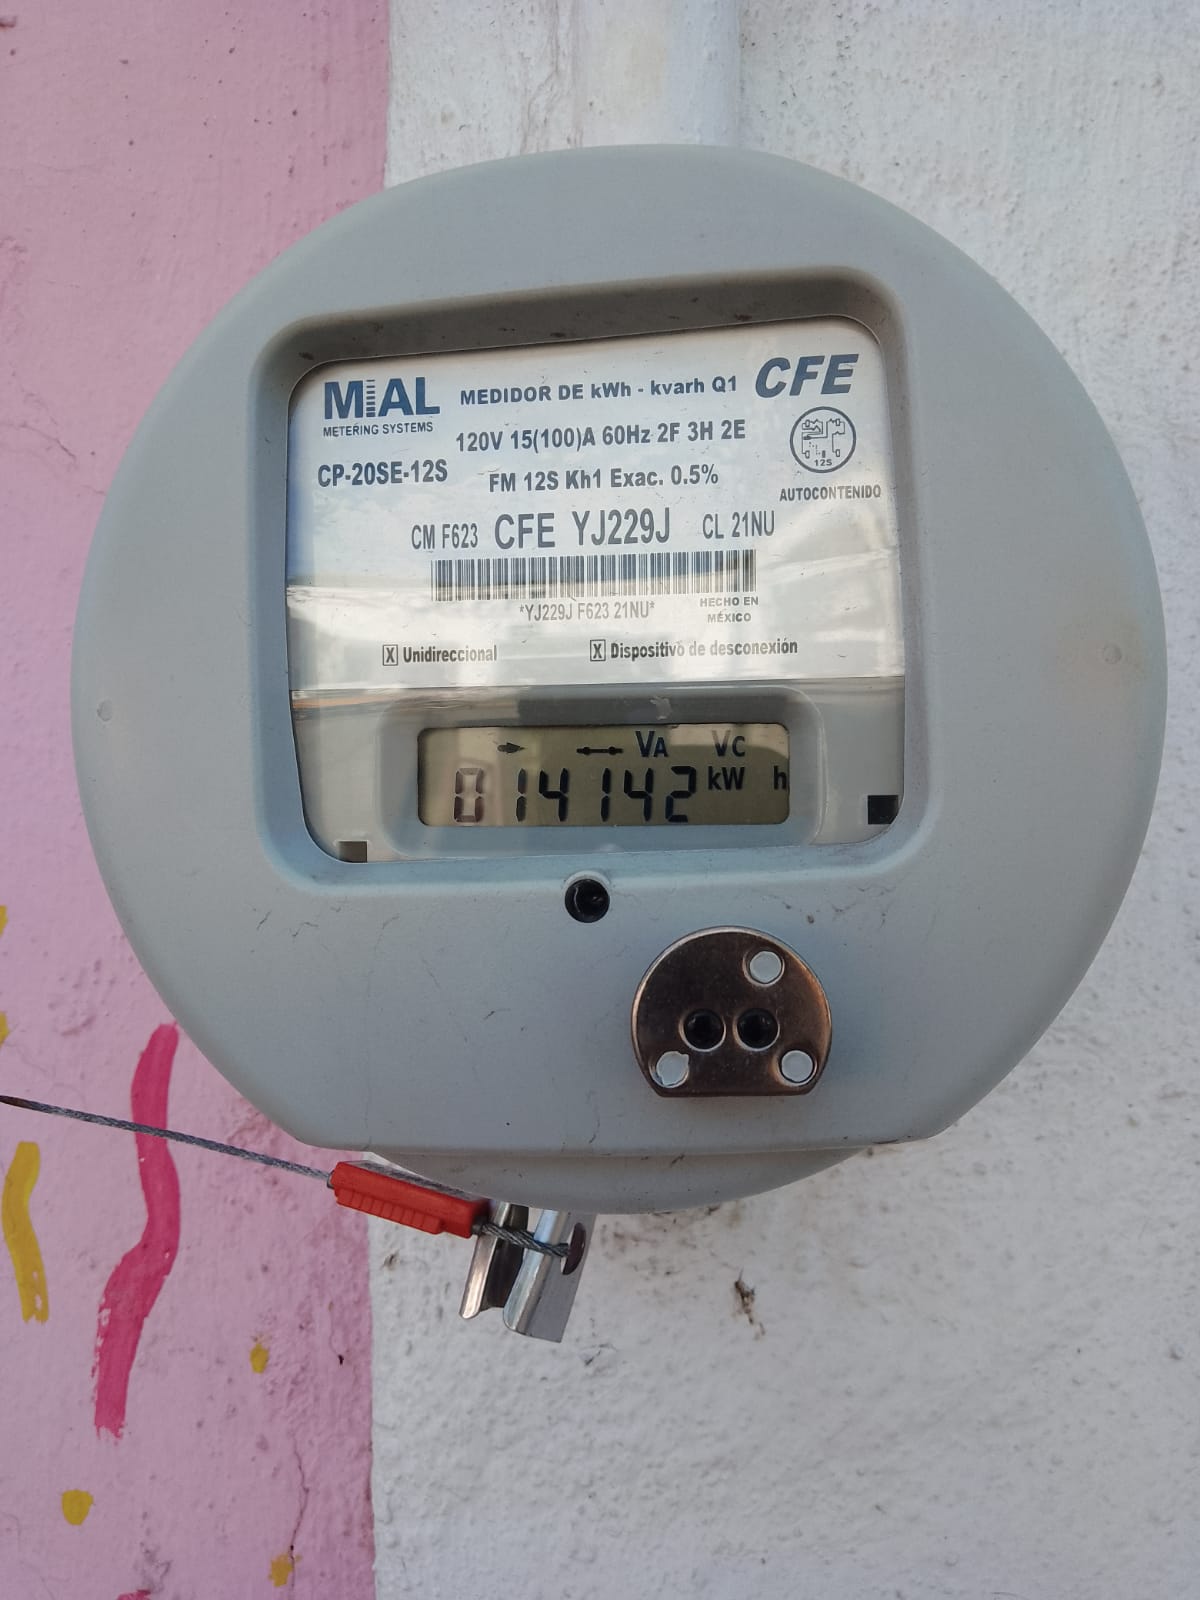 MIAL
METERING SYSTEMS
MEDIDOR DE kWh - kvarh Q1
CFE
120V 15(100)A 60Hz 2F 3H 2E
CP-20SE-12S
FM 12S Kh1 Exac. 0.5%
12S
AUTOCONTENIDO
CM F623 CFE YJ229J CL 21NU
*YJ229J F623 21NU*
HECHO EN
MÉXICO
X Unidireccional
X Dispositivo de desconexión
VA VC
014142 kW h